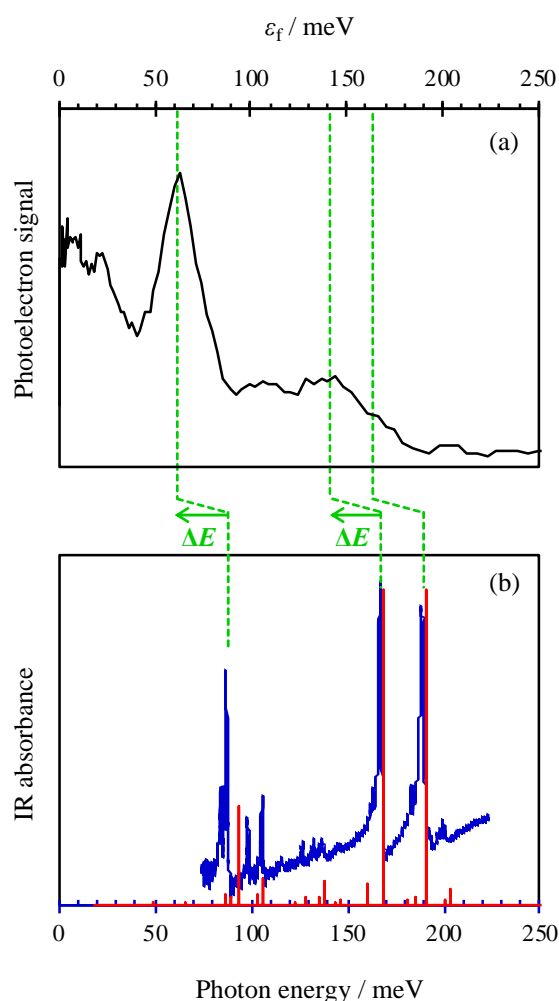 ε_f / meV
0 50 100 150 200 250
(a)
Photoelectron signal
ΔE ΔE
(b)
IR absorbance
0 50 100 150 200 250
Photon energy / meV